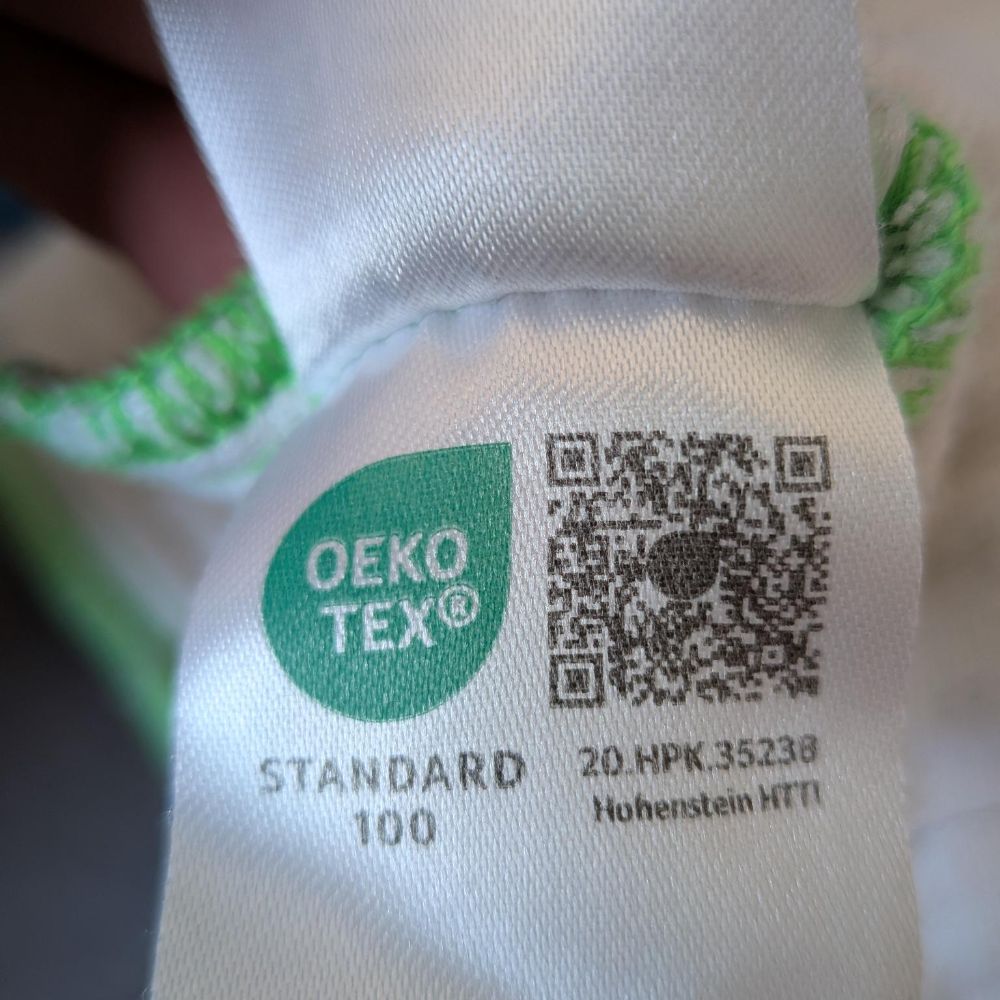 OEKO
TEX®
STANDARD
100
20.HPK.35238
Hohenstein HTTI